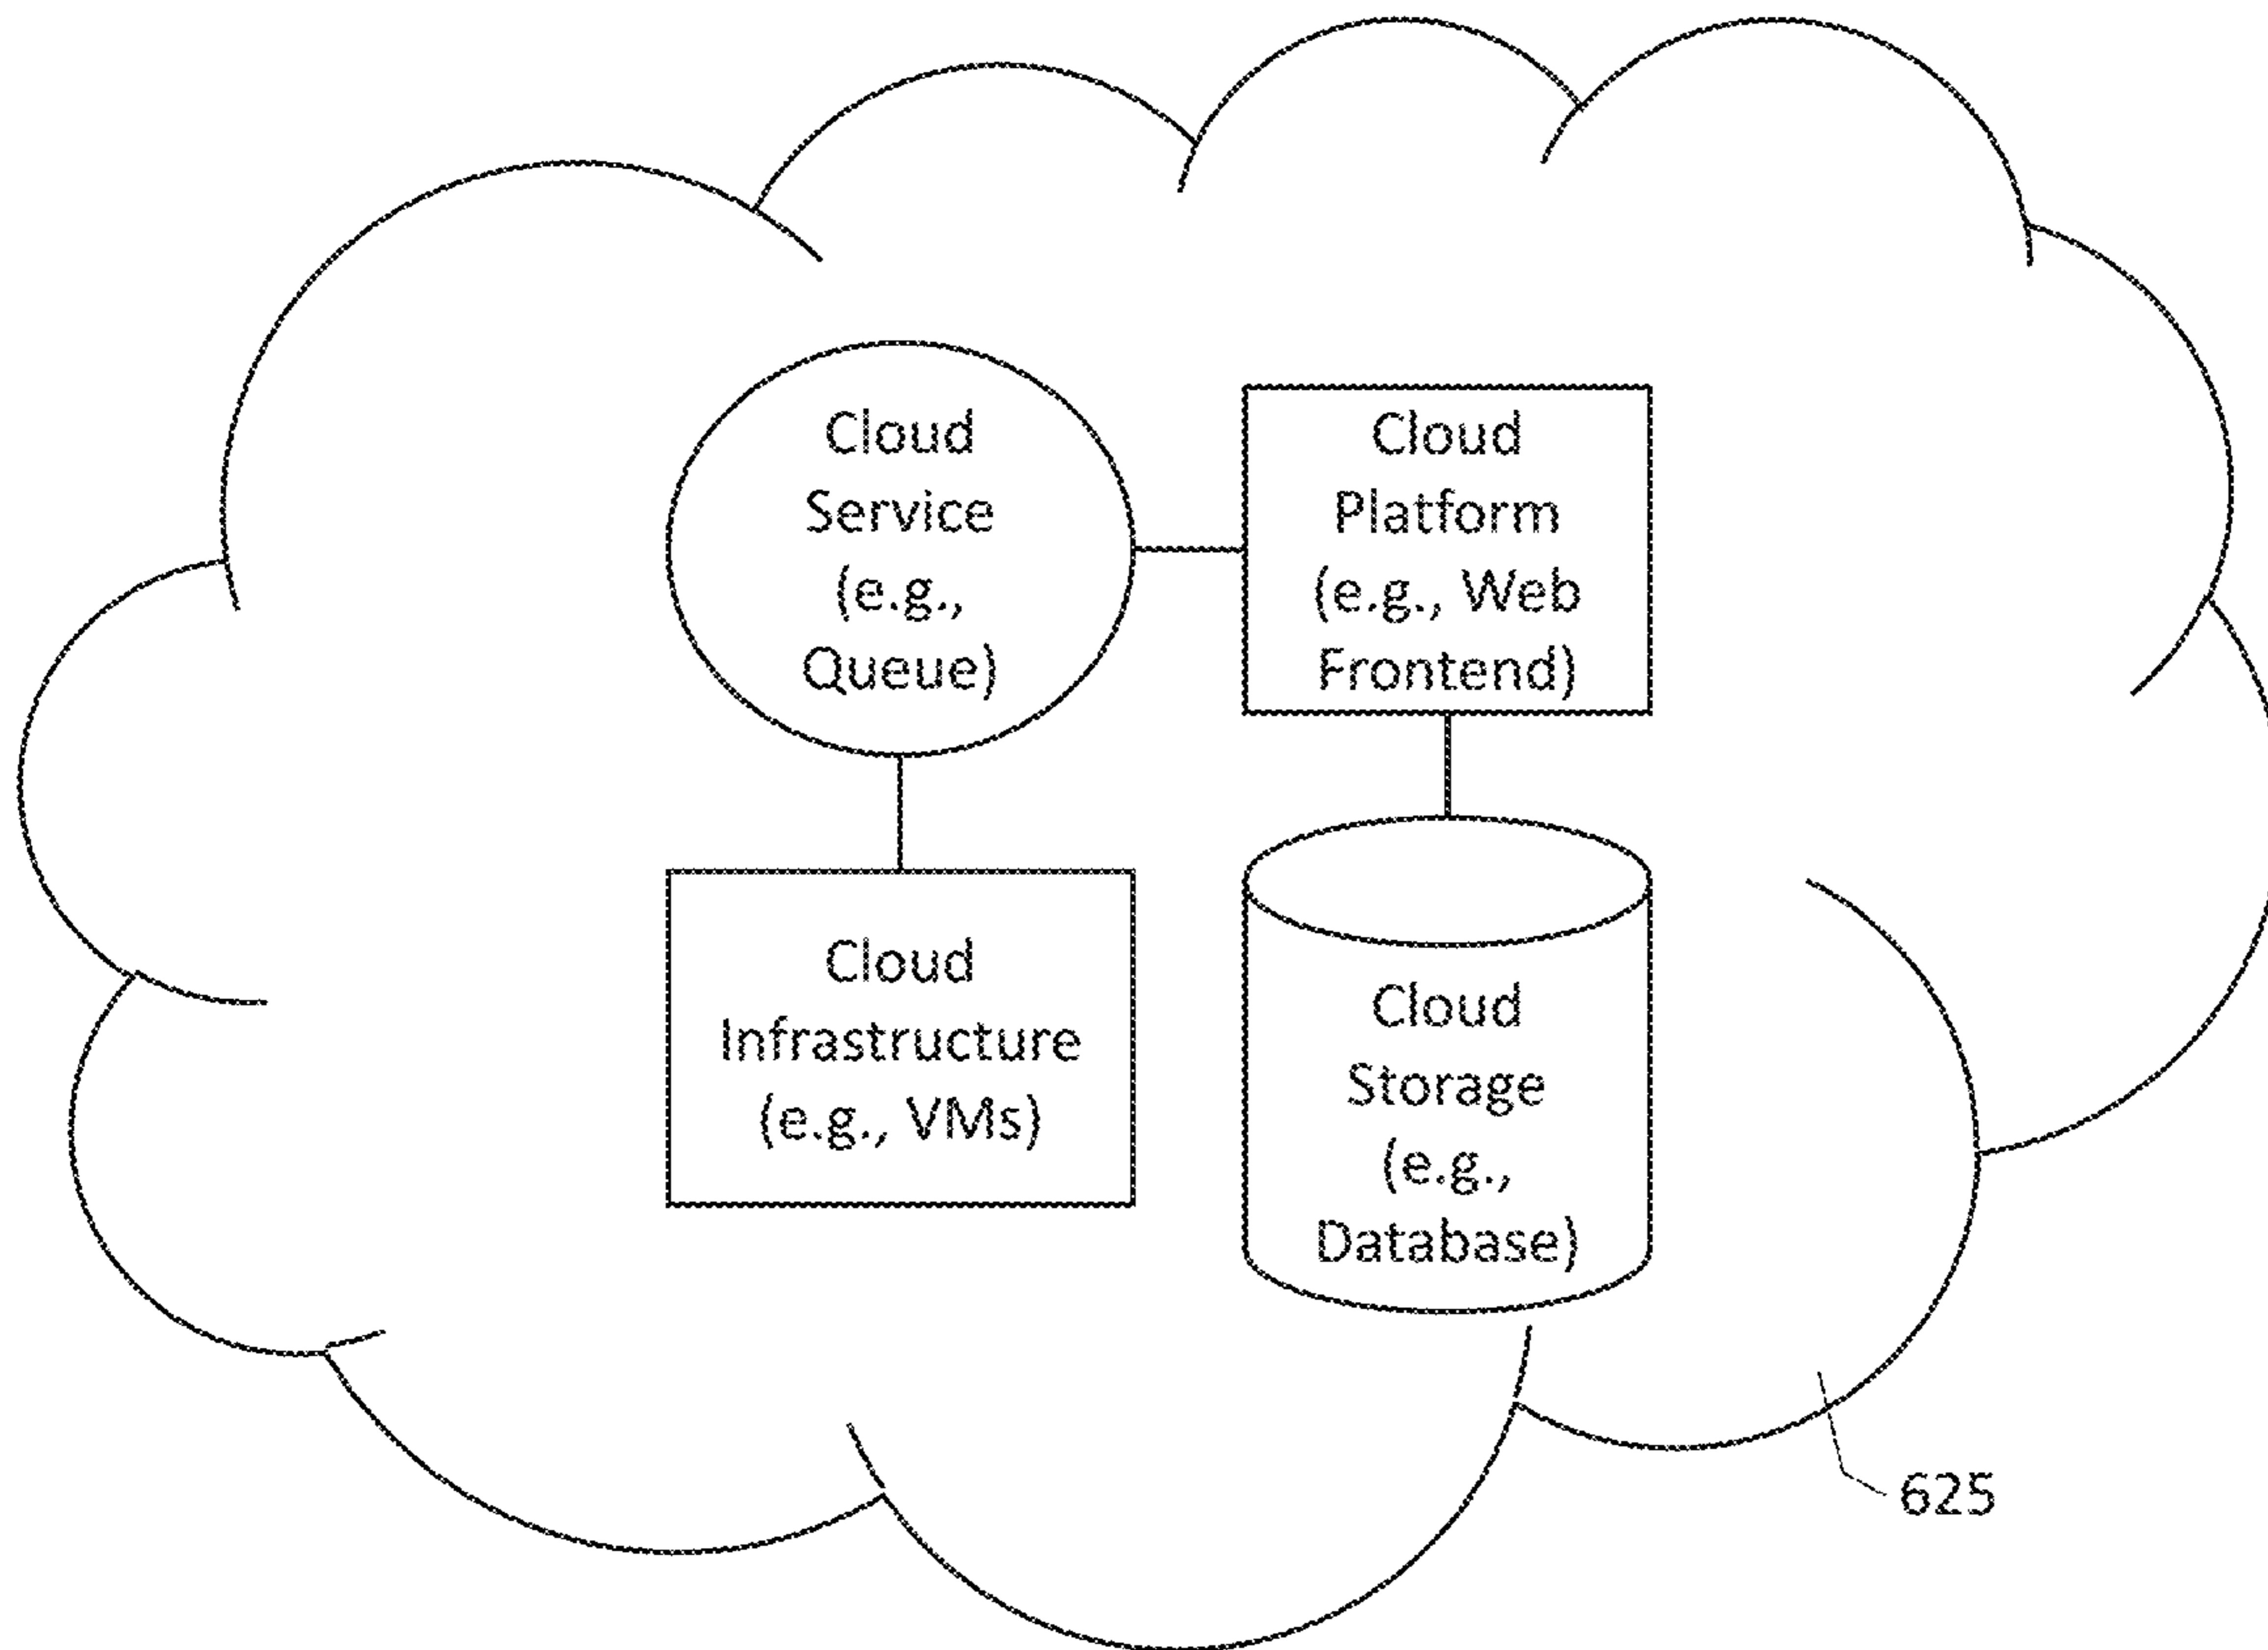 Cloud
Service
(e.g.,
Queue)
Cloud
Platform
(e.g., Web
Frontend)
Cloud
Infrastructure
(e.g., VMs)
Cloud
Storage
(e.g.,
Database)
625